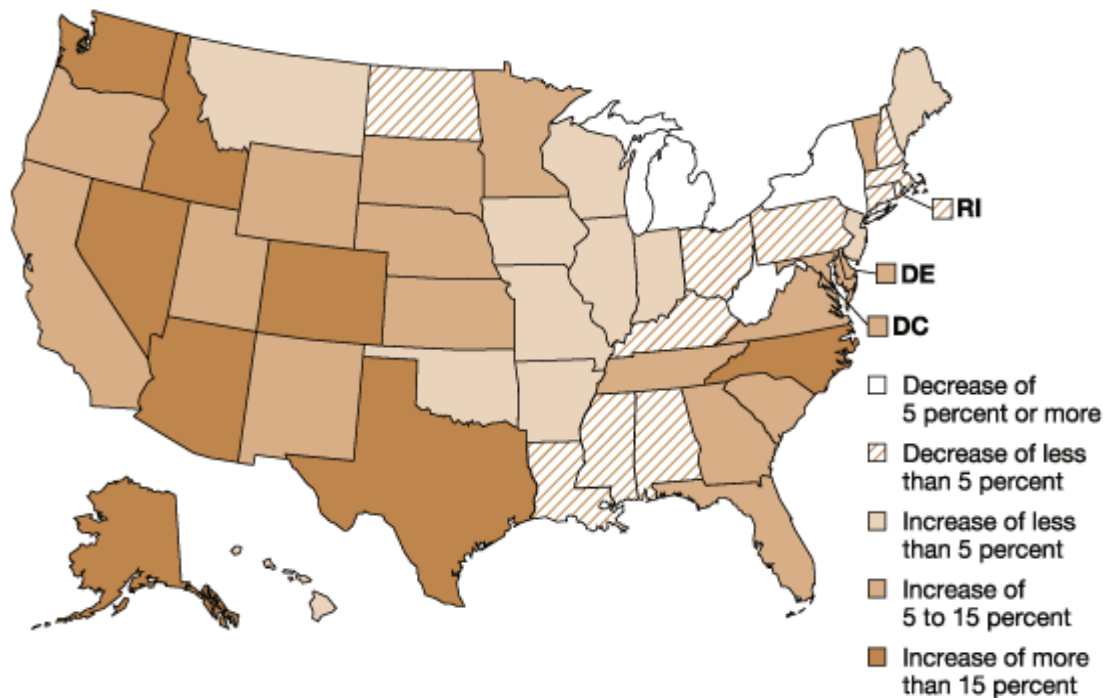 RI
DE
DC
Decrease of
5 percent or more
Decrease of less
than 5 percent
Increase of less
than 5 percent
Increase of
5 to 15 percent
Increase of more
than 15 percent